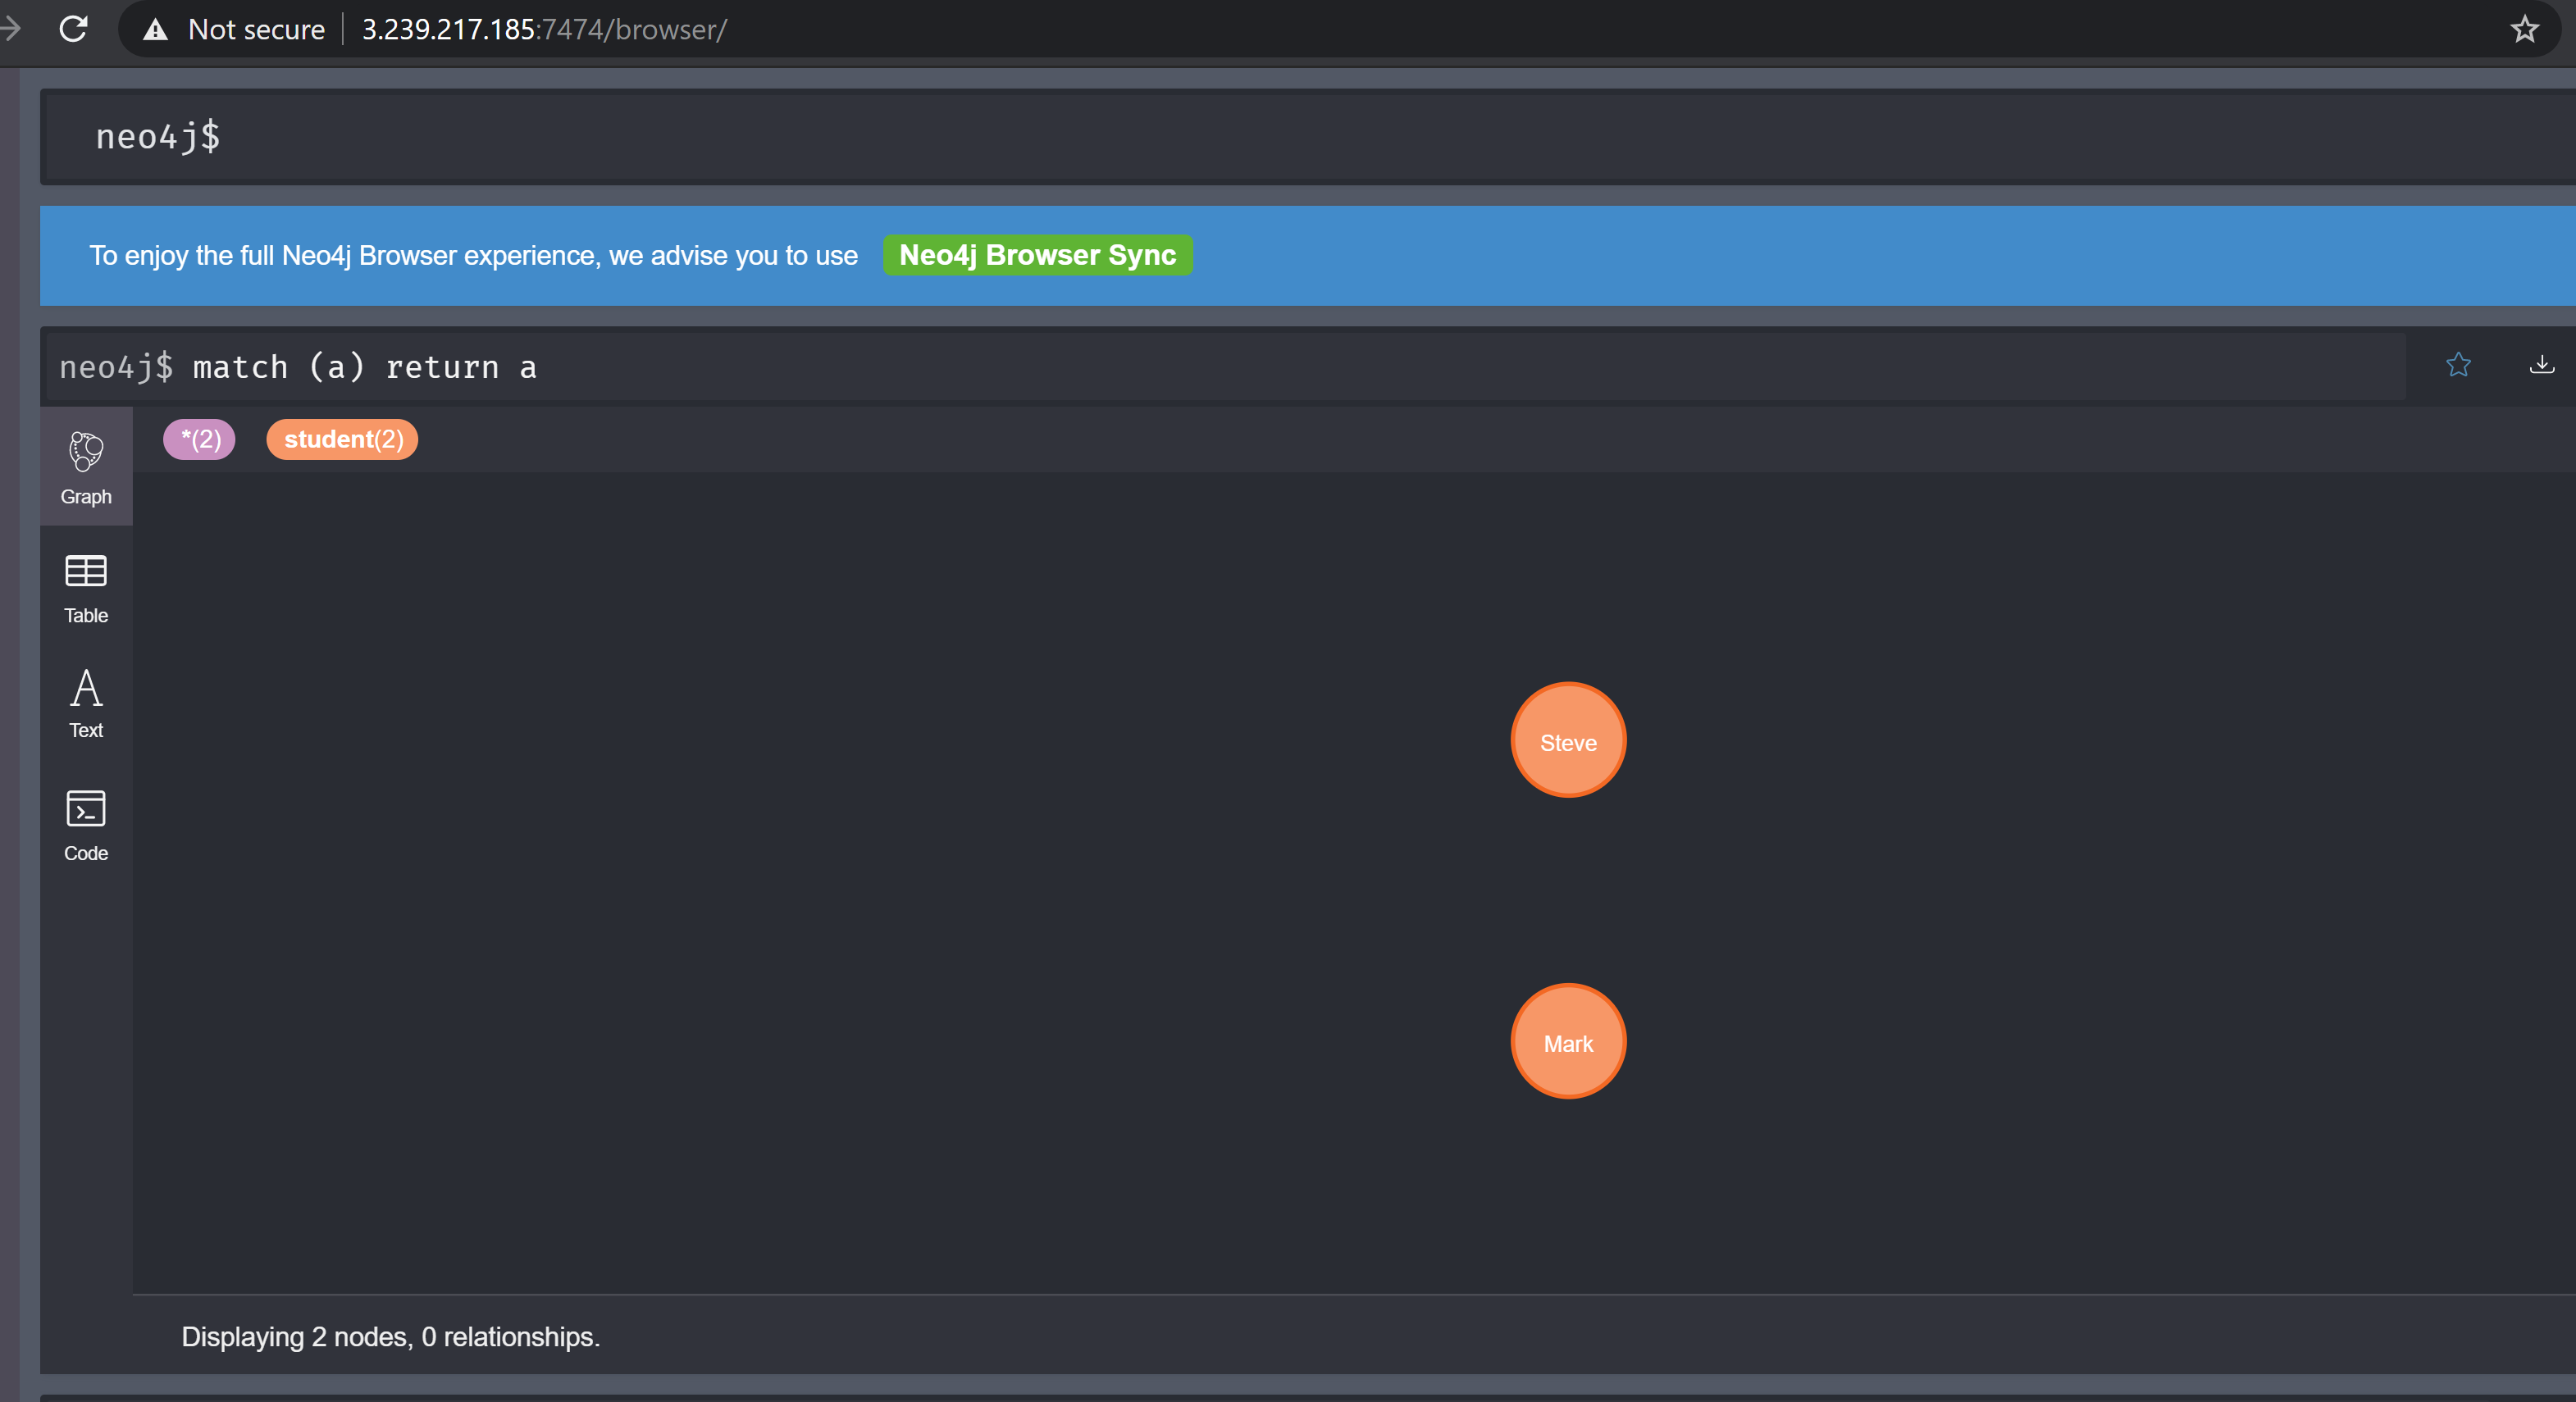 Not secure 3.239.217.185:7474/browser/
neo4j$
To enjoy the full Neo4j Browser experience, we advise you to use Neo4j Browser Sync
neo4j$ match (a) return a
*(2) student(2)
Graph
Table
Text
Code
Steve
Mark
Displaying 2 nodes, 0 relationships.